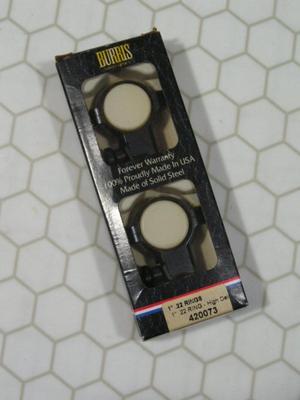 BURRIS
Forever Warranty
100% Proudly Made In USA
Made of Solid Steel
1" .22 RINGS
1" .22 RING - High
420073